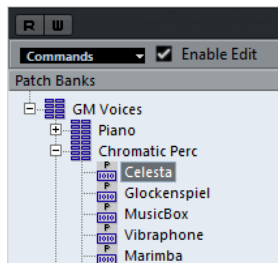 R W
Commands Enable Edit
Patch Banks
GM Voices
Piano
Chromatic Perc
P Celesta
P Glockenspiel
P MusicBox
P Vibraphone
P Marimba